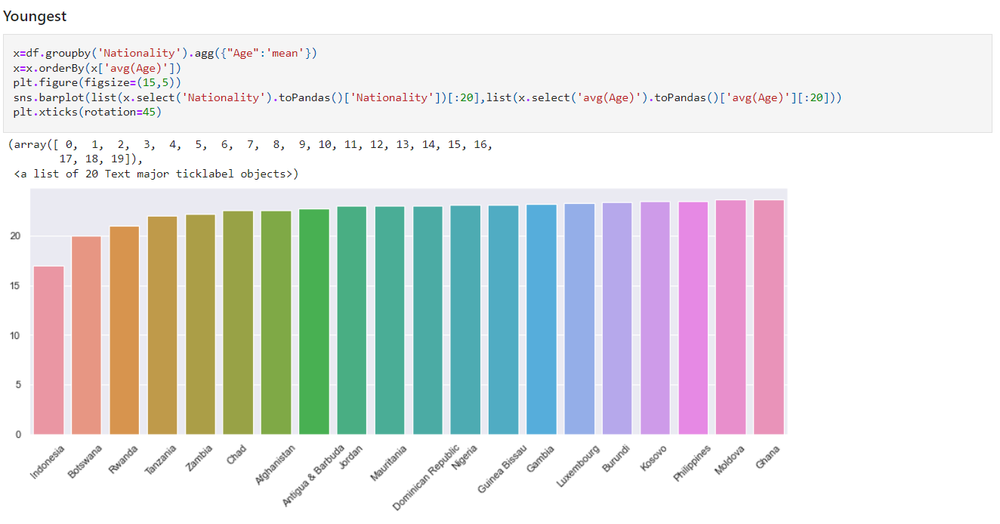 Youngest
x=df.groupby('Nationality').agg({"Age":'mean'})
x=x.orderBy(x['avg(Age)'])
plt.figure(figsize=(15,5))
sns.barplot(list(x.select('Nationality').toPandas()['Nationality'])[:20],list(x.select('avg(Age)').toPandas()['avg(Age)'][:20]))
plt.xticks(rotation=45)
(array([ 0,  1,  2,  3,  4,  5,  6,  7,  8,  9, 10, 11, 12, 13, 14, 15, 16,
        17, 18, 19]),
 <a list of 20 Text major ticklabel objects>)
20
15
10
5
0
Indonesia
Botswana
Rwanda
Tanzania
Zambia
Chad
Afghanistan
Antigua & Barbuda
Jordan
Mauritania
Dominican Republic
Nigeria
Guinea Bissau
Gambia
Luxembourg
Burundi
Kosovo
Philippines
Moldova
Ghana